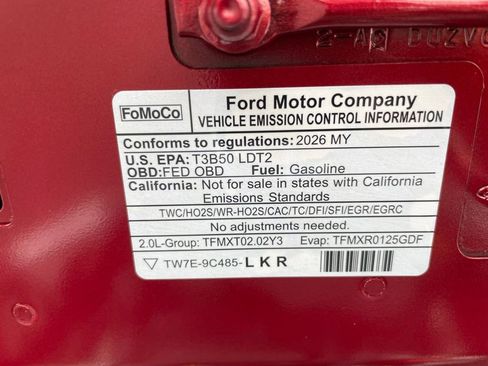 FoMoCo
Ford Motor Company
VEHICLE EMISSION CONTROL INFORMATION
Conforms to regulations: 2026 MY
U.S. EPA: T3B50 LDT2
OBD:FED OBD Fuel: Gasoline
California: Not for sale in states with California
Emissions Standards
TWC/HO2S/WR-HO2S/CAC/TC/DFI/SFI/EGR/EGRC
No adjustments needed.
2.0L-Group: TFMXT02.02Y3 Evap: TFMXR0125GDF
TW7E-9C485-LKR